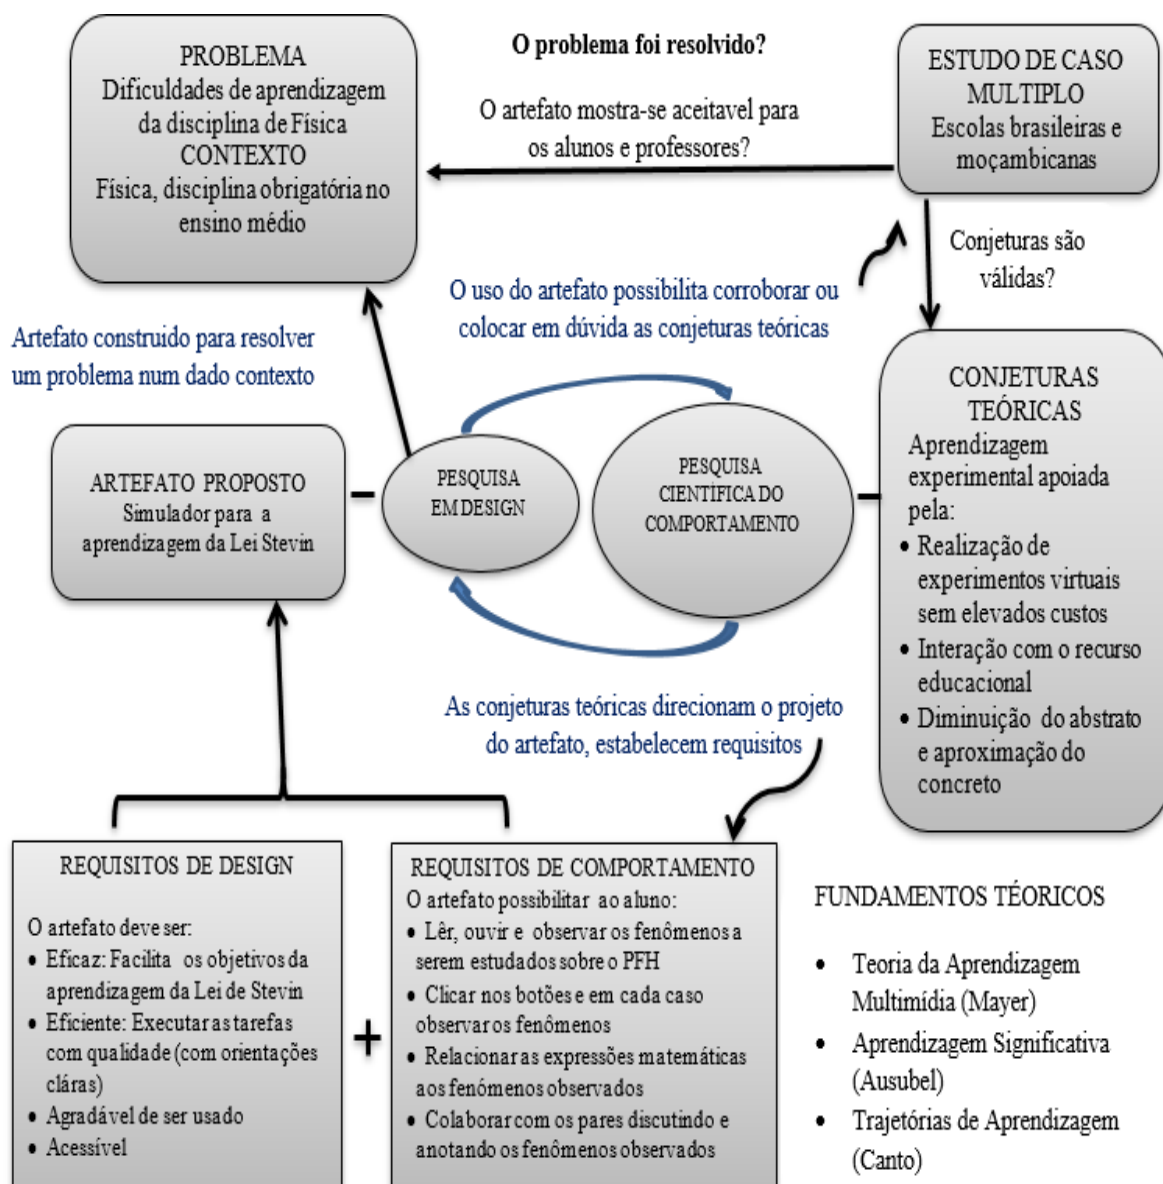 PROBLEMA
Dificuldades de aprendizagem
da disciplina de Física
CONTEXTO
Física, disciplina obrigatória no
ensino médio
O problema foi resolvido?
O artefato mostra-se aceitavel para
os alunos e professores?
ESTUDO DE CASO
MULTIPLO
Escolas brasileiras e
moçambicanas
Conjeturas são
válidas?
O uso do artefato possibilita corroborar ou
colocar em dúvida as conjeturas teóricas
Artefato construido para resolver
um problema num dado contexto
ARTEFATO PROPOSTO
Simulador para a
aprendizagem da Lei Stevin
PESQUISA
EM DESIGN
PESQUISA
CIENTÍFICA DO
COMPORTAMENTO
CONJETURAS
TEÓRICAS
Aprendizagem
experimental apoiada
pela:
• Realização de
experimentos virtuais
sem elevados custos
• Interação com o recurso
educacional
• Diminuição do abstrato
e aproximação do
concreto
As conjeturas teóricas direcionam o projeto
do artefato, estabelecem requisitos
REQUISITOS DE DESIGN
O artefato deve ser:
• Eficaz: Facilita os objetivos da
aprendizagem da Lei de Stevin
• Eficiente: Executar as tarefas
com qualidade (com orientações
cláras)
• Agradável de ser usado
• Acessível
+
REQUISITOS DE COMPORTAMENTO
O artefato possibilitar ao aluno:
• Lêr, ouvir e observar os fenômenos a
serem estudados sobre o PFH
• Clicar nos botões e em cada caso
observar os fenômenos
• Relacionar as expressões matemáticas
aos fenómenos observados
• Colaborar com os pares discutindo e
anotando os fenômenos observados
FUNDAMENTOS TÉORICOS
• Teoria da Aprendizagem
Multimídia (Mayer)
• Aprendizagem Significativa
(Ausubel)
• Trajetórias de Aprendizagem
(Canto)